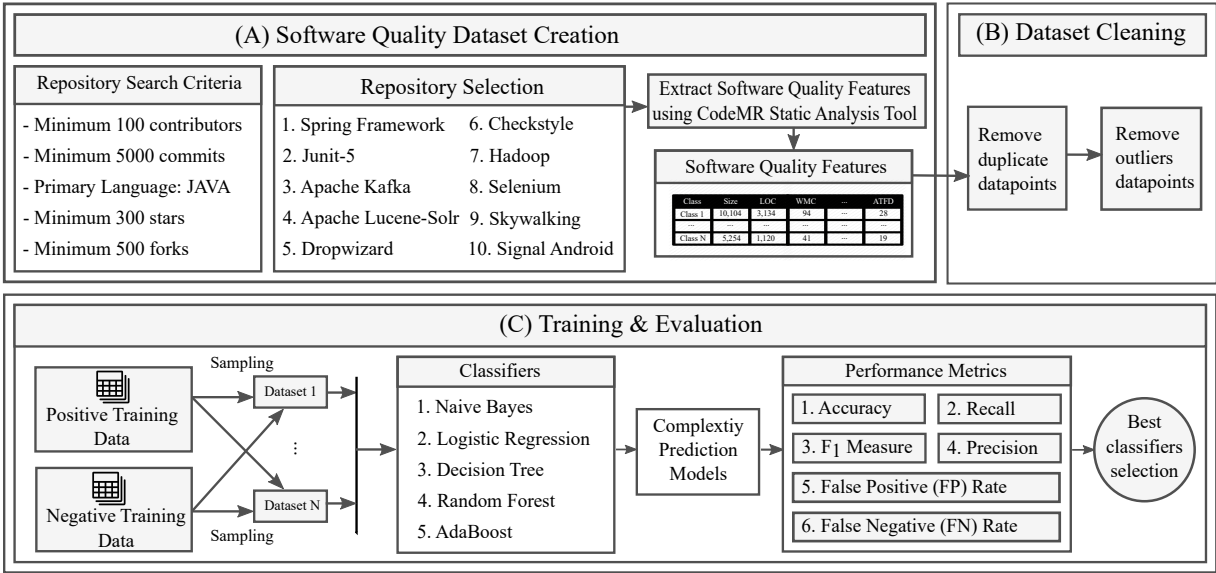 (A) Software Quality Dataset Creation
Repository Search Criteria
- Minimum 100 contributors
- Minimum 5000 commits
- Primary Language: JAVA
- Minimum 300 stars
- Minimum 500 forks
Repository Selection
1. Spring Framework
2. Junit-5
3. Apache Kafka
4. Apache Lucene-Solr
5. Dropwizard
6. Checkstyle
7. Hadoop
8. Selenium
9. Skywalking
10. Signal Android
Extract Software Quality Features
using CodeMR Static Analysis Tool
Software Quality Features
Class Size LOC WMC ... ATFD
Class 1 10,104 3,134 94 ... 28
... ... ... ... ... ...
Class N 5,254 1,120 41 ... 19
(B) Dataset Cleaning
Remove
duplicate
datapoints
Remove
outliers
datapoints
(C) Training & Evaluation
Positive Training
Data
Negative Training
Data
Sampling
Dataset 1
...
Dataset N
Sampling
Classifiers
1. Naive Bayes
2. Logistic Regression
3. Decision Tree
4. Random Forest
5. AdaBoost
Complextiy
Prediction
Models
Performance Metrics
1. Accuracy
2. Recall
3. F1 Measure
4. Precision
5. False Positive (FP) Rate
6. False Negative (FN) Rate
Best
classifiers
selection